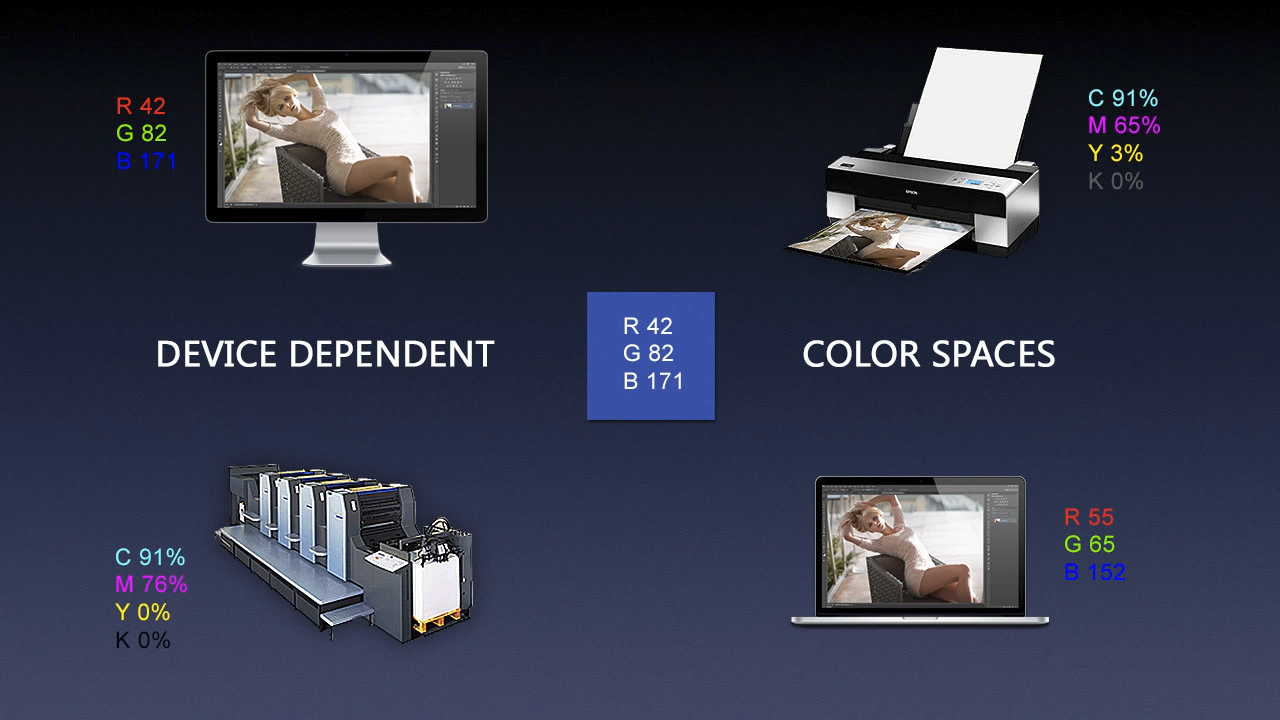 R 42
G 82
B 171
C 91%
M 65%
Y 3%
K 0%
EPSON
DEVICE DEPENDENT
R 42
G 82
B 171
COLOR SPACES
C 91%
M 76%
Y 0%
K 0%
R 55
G 65
B 152